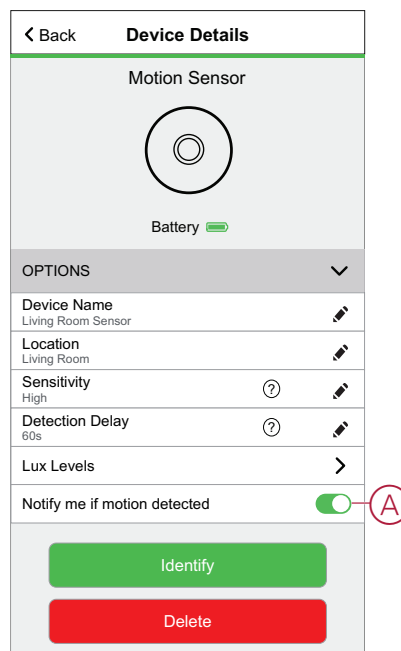 Back Device Details
Motion Sensor
Battery
OPTIONS
Device Name
Living Room Sensor
Location
Living Room
Sensitivity
High
?
Detection Delay
60s
?
Lux Levels
Notify me if motion detected
A
Identify
Delete